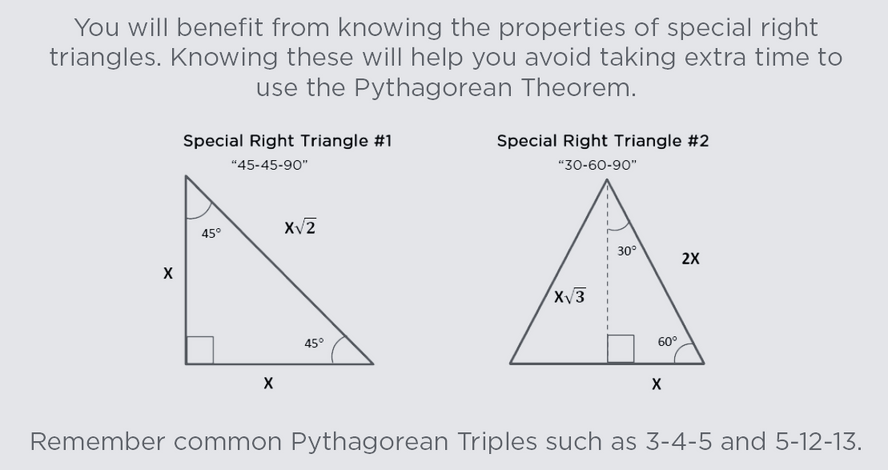 You will benefit from knowing the properties of special right
triangles. Knowing these will help you avoid taking extra time to
use the Pythagorean Theorem.
Special Right Triangle #1
“45-45-90”
45°
X√2
X
45°
X
Special Right Triangle #2
“30-60-90”
30°
2X
X√3
60°
X
Remember common Pythagorean Triples such as 3-4-5 and 5-12-13.